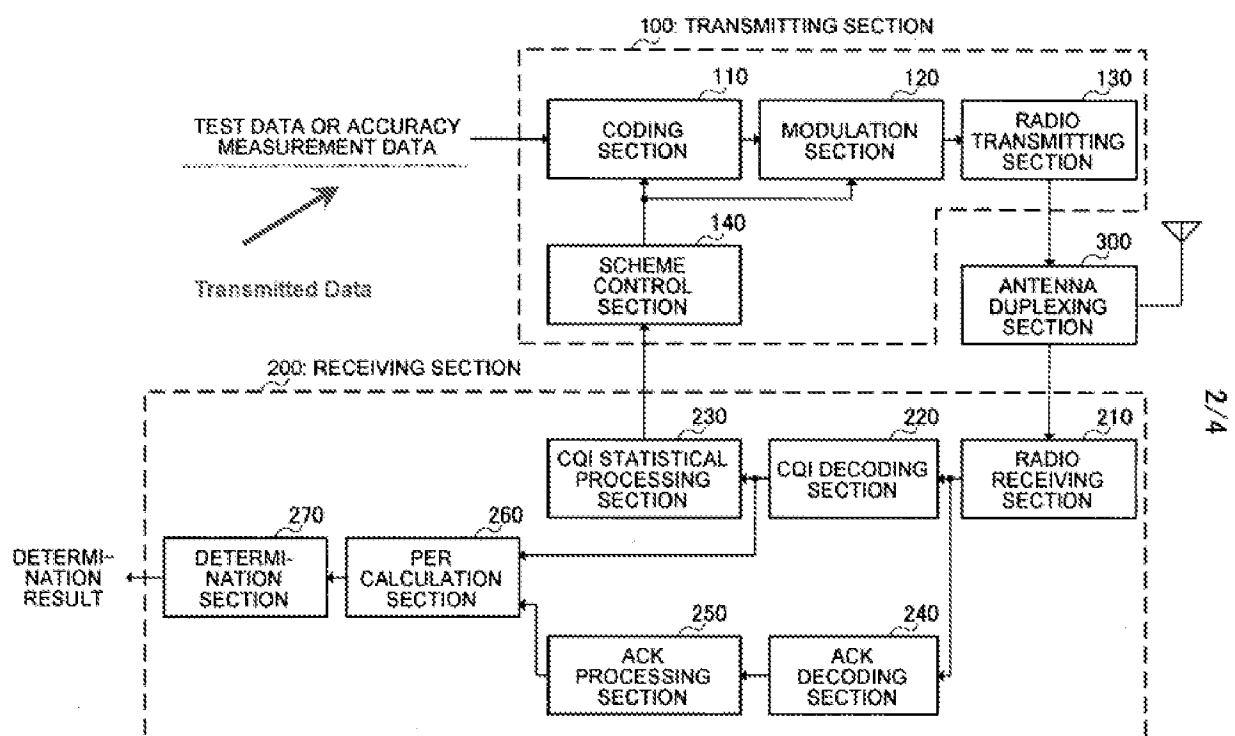 100: TRANSMITTING SECTION
110
120
130
TEST DATA OR ACCURACY
MEASUREMENT DATA
CODING
SECTION
MODULATION
SECTION
RADIO
TRANSMITTING
SECTION
140
300
Transmitted Data
SCHEME
CONTROL
SECTION
ANTENNA
DUPLEXING
SECTION
200: RECEIVING SECTION
2/4
230
220
210
CQI STATISTICAL
PROCESSING
SECTION
CQI DECODING
SECTION
RADIO
RECEIVING
SECTION
270
260
DETERMI-
NATION
RESULT
DETERMI-
NATION
SECTION
PER
CALCULATION
SECTION
250
240
ACK
PROCESSING
SECTION
ACK
DECODING
SECTION